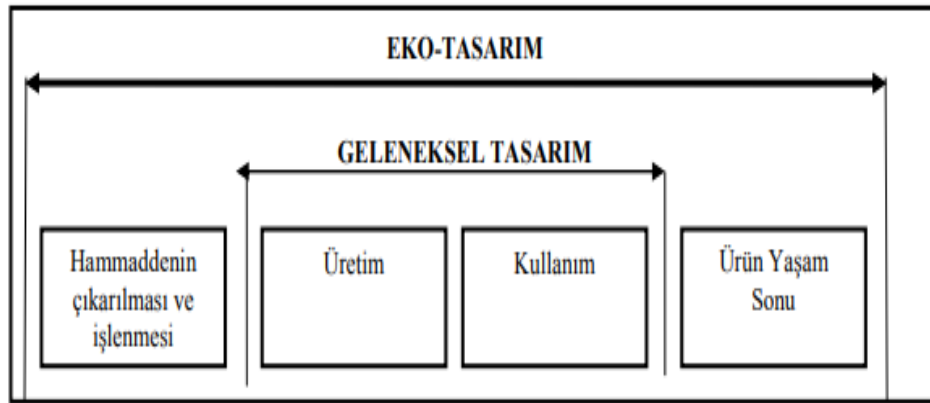 EKO-TASARIM
GELENEKSEL TASARIM
Hammaddenin
çıkarılması ve
işlenmesi
Üretim
Kullanım
Ürün Yaşam
Sonu